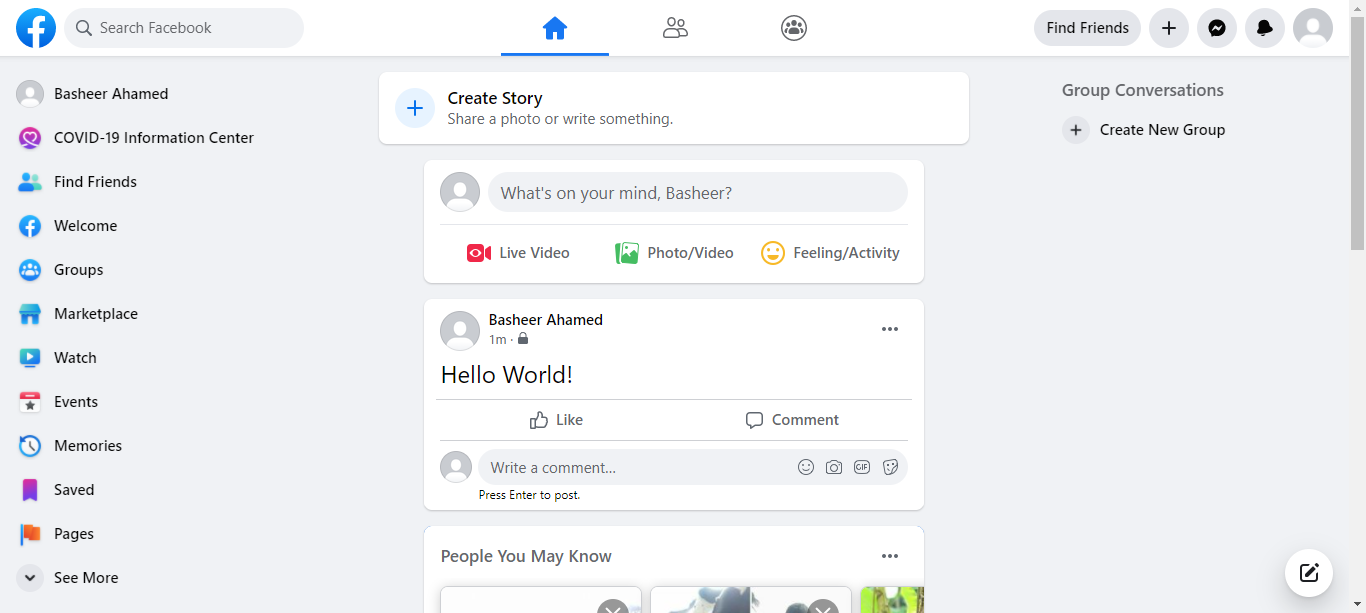 Search Facebook
Find Friends
Basheer Ahamed
COVID-19 Information Center
Find Friends
Welcome
Groups
Marketplace
Watch
Events
Memories
Saved
Pages
See More
Create Story
Share a photo or write something.
What's on your mind, Basheer?
Live Video
Photo/Video
Feeling/Activity
Basheer Ahamed
1m ·
Hello World!
Like
Comment
Write a comment...
GIF
Press Enter to post.
People You May Know
Group Conversations
Create New Group